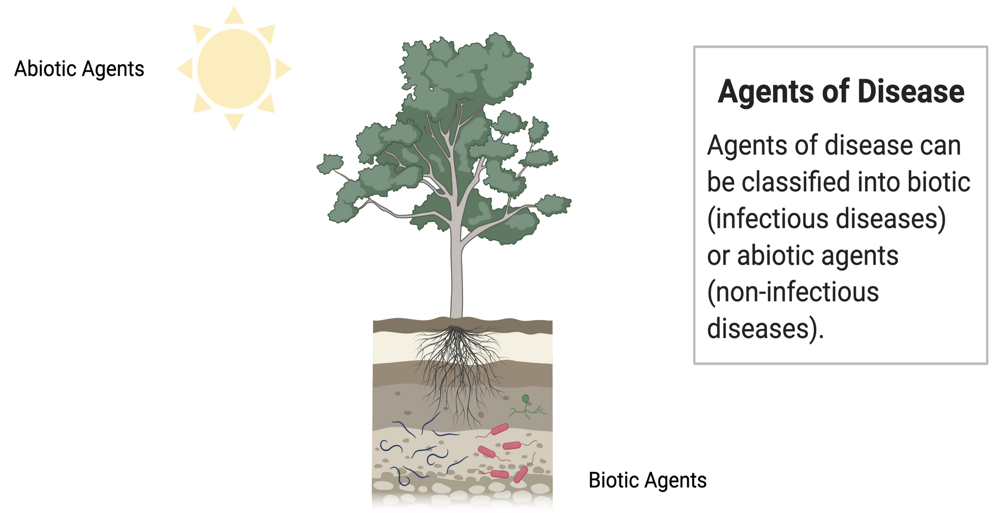 Abiotic Agents
Agents of Disease
Agents of disease can
be classified into biotic
(infectious diseases)
or abiotic agents
(non-infectious
diseases).
Biotic Agents